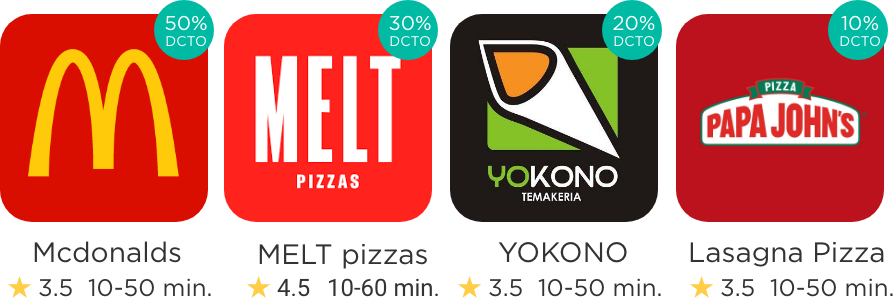 50%
DCTO
30%
DCTO
MELT
PIZZAS
20%
DCTO
YOKONO
TEMAKERIA
10%
DCTO
PIZZA
PAPA JOHN'S
Mcdonalds
3.5 10-50 min.
MELT pizzas
4.5 10-60 min.
YOKONO
3.5 10-50 min.
Lasagna Pizza
3.5 10-50 min.